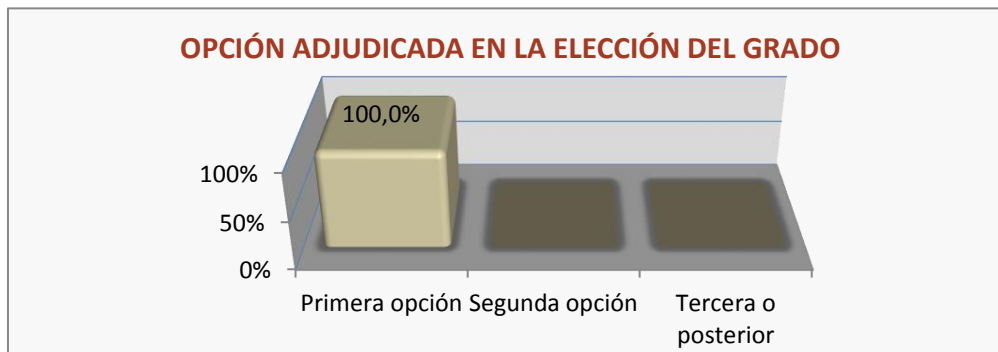 OPCIÓN ADJUDICADA EN LA ELECCIÓN DEL GRADO
100,0%
100%
50%
0%
Primera opción
Segunda opción
Tercera o
posterior